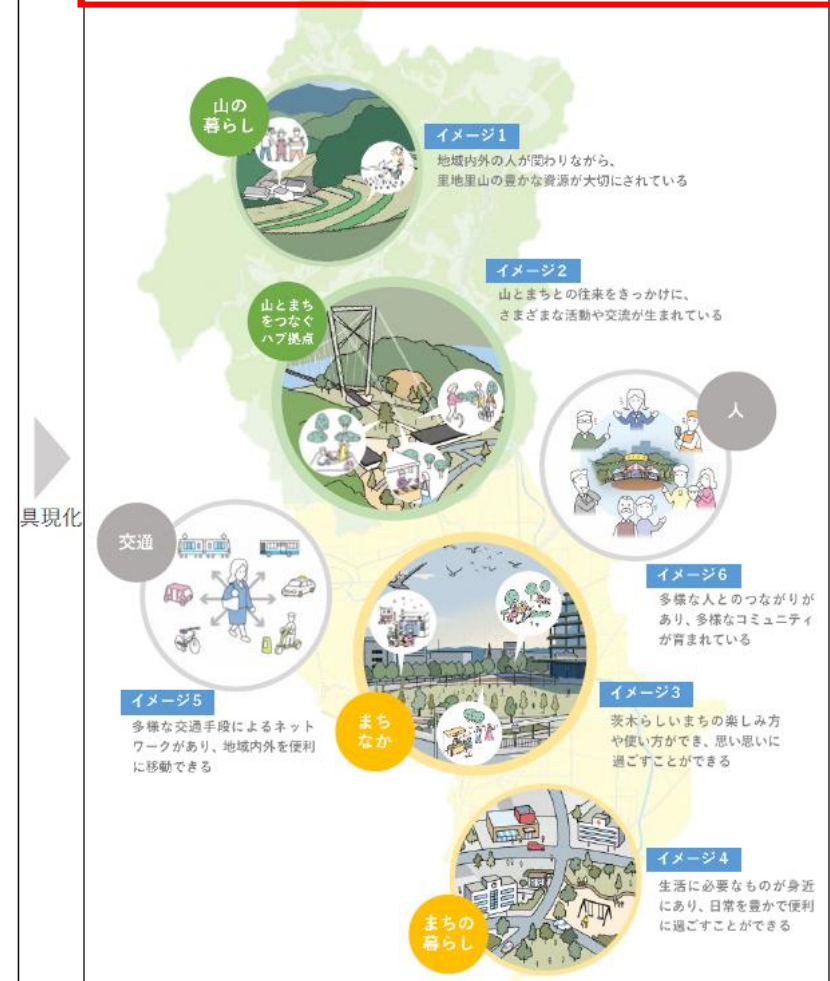 山の
暮らし
イメージ1
地域内外の人が関わりながら、
里地里山の豊かな資源が大切にされている
イメージ2
山とまちとの往来をきっかけに、
さまざまな活動や交流が生まれている
山とまち
をつなぐ
ハブ拠点
人
具現化
交通
イメージ6
多様な人とのつながりが
あり、多様なコミュニティ
が育まれている
イメージ5
多様な交通手段によるネット
ワークがあり、地域内外を便利
に移動できる
まち
なか
イメージ3
茨木らしいまちの楽しみ方
や使い方ができ、思い思いに
過ごすことができる
イメージ4
生活に必要なものが身近
にあり、日常を豊かで便利
に過ごすことができる
まちの
暮らし